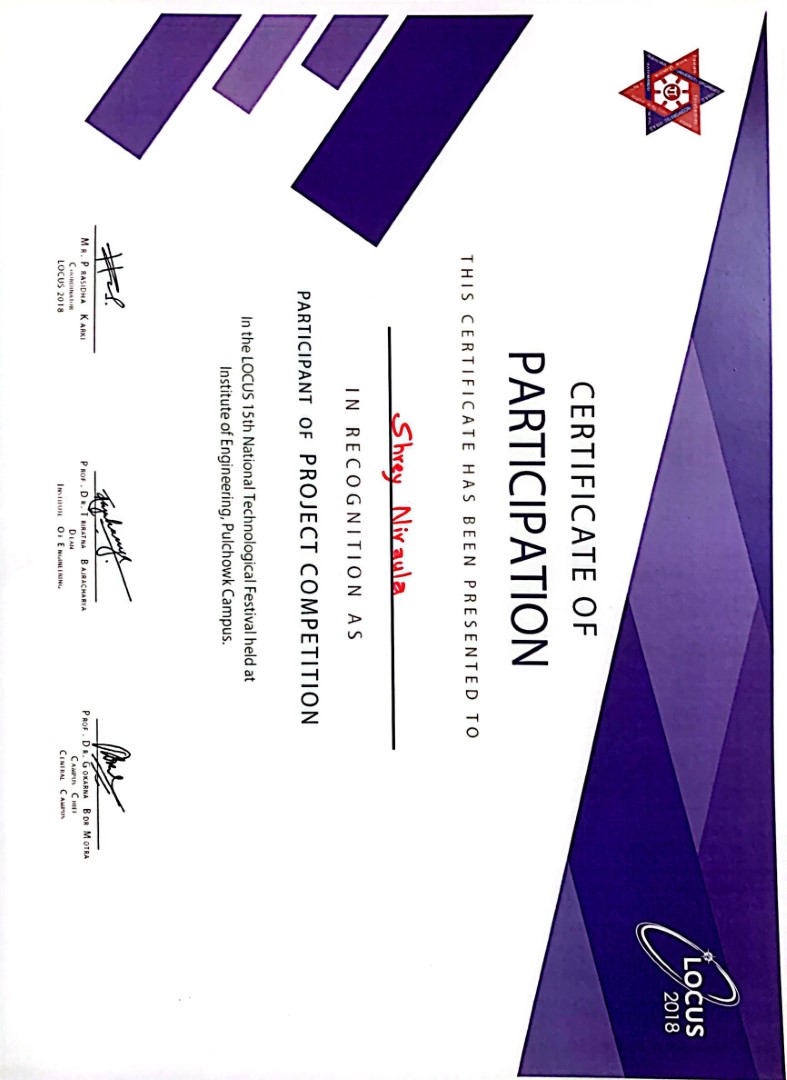 LOCUS
2018
CERTIFICATE OF
PARTICIPATION
THIS CERTIFICATE HAS BEEN PRESENTED TO
Shrey Niraula
IN RECOGNITION AS
PARTICIPANT OF PROJECT COMPETITION
In the LOCUS 15th National Technological Festival held at
Institute of Engineering, Pulchowk Campus.
MR. PRASIDHA KARKI
COORDINATOR
LOCUS 2018
PROF. DR. TRIRATNA BAJRACHARYA
DEAN
INSTITUTE OF ENGINEERING
PROF. DR. GOKARNA BDR MOTRA
CAMPUS CHIEF
CENTRAL CAMPUS